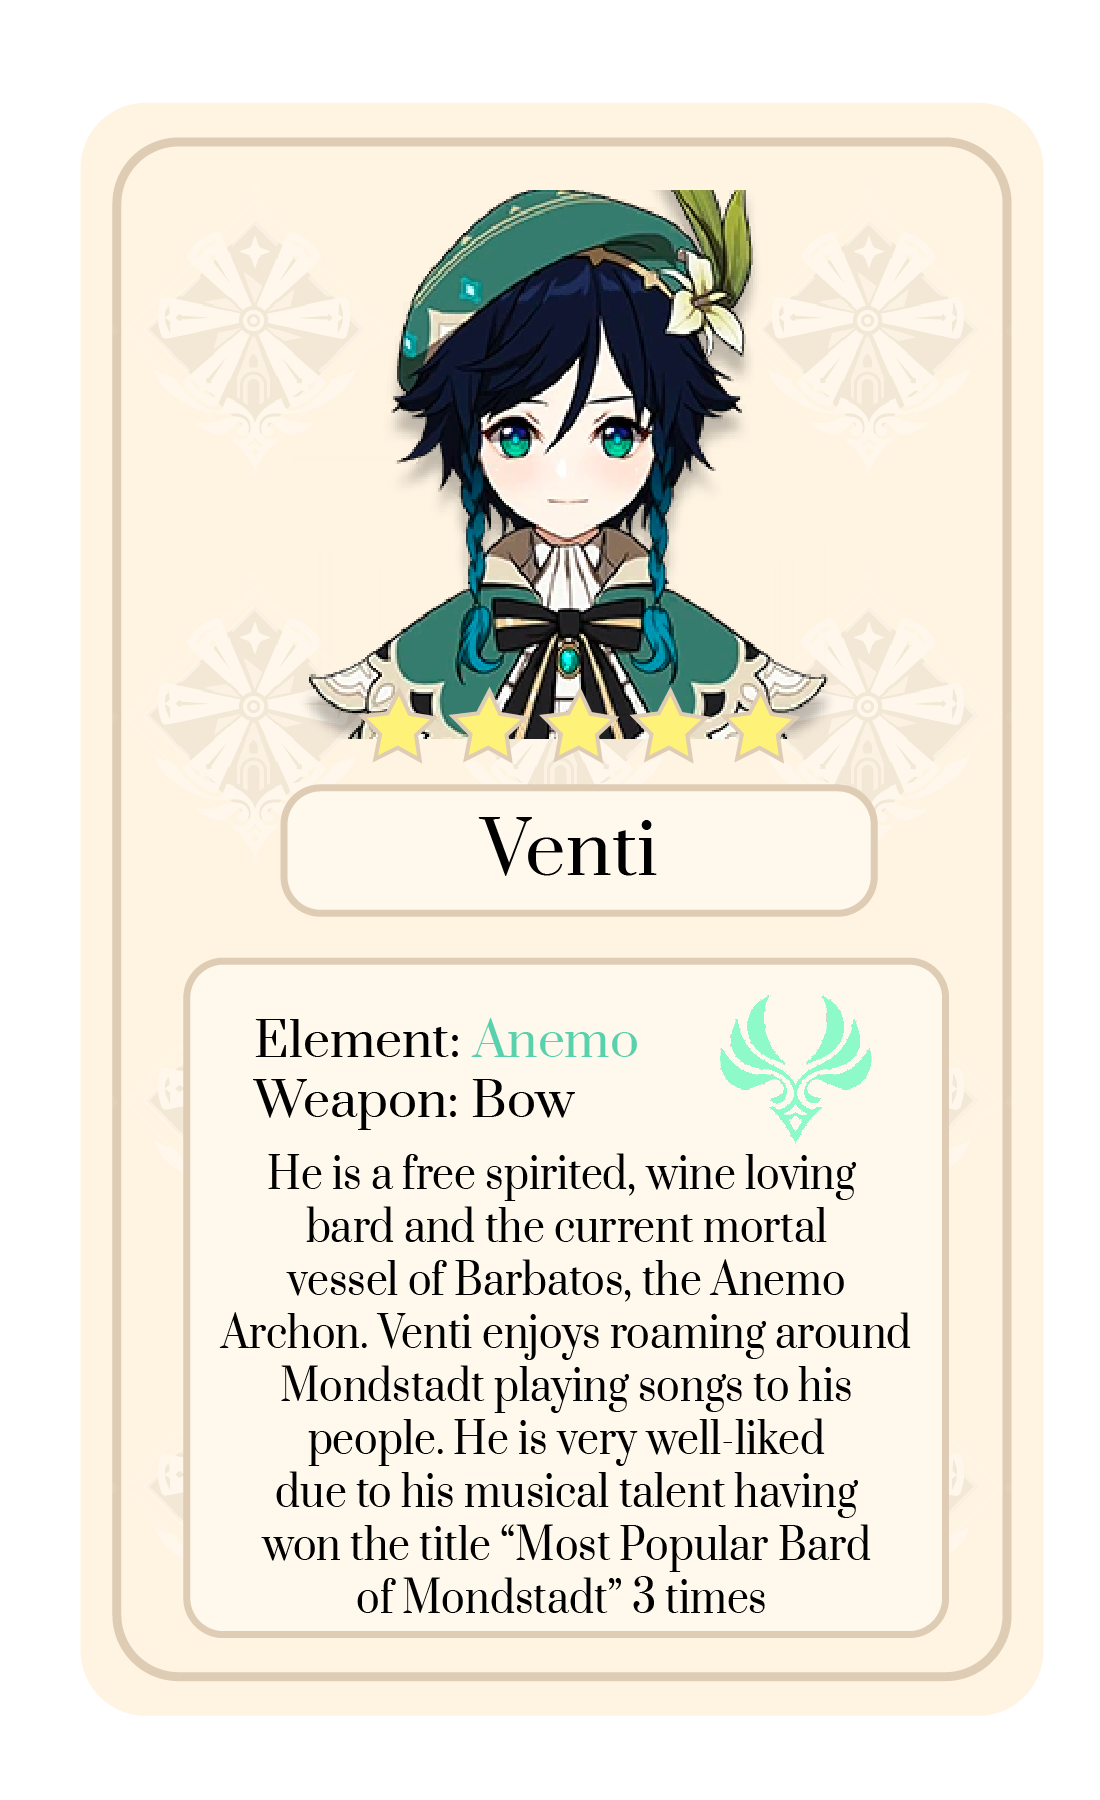 Venti
Element: Anemo
Weapon: Bow
He is a free spirited, wine loving
bard and the current mortal
vessel of Barbatos, the Anemo
Archon. Venti enjoys roaming around
Mondstadt playing songs to his
people. He is very well-liked
due to his musical talent having
won the title “Most Popular Bard
of Mondstadt” 3 times